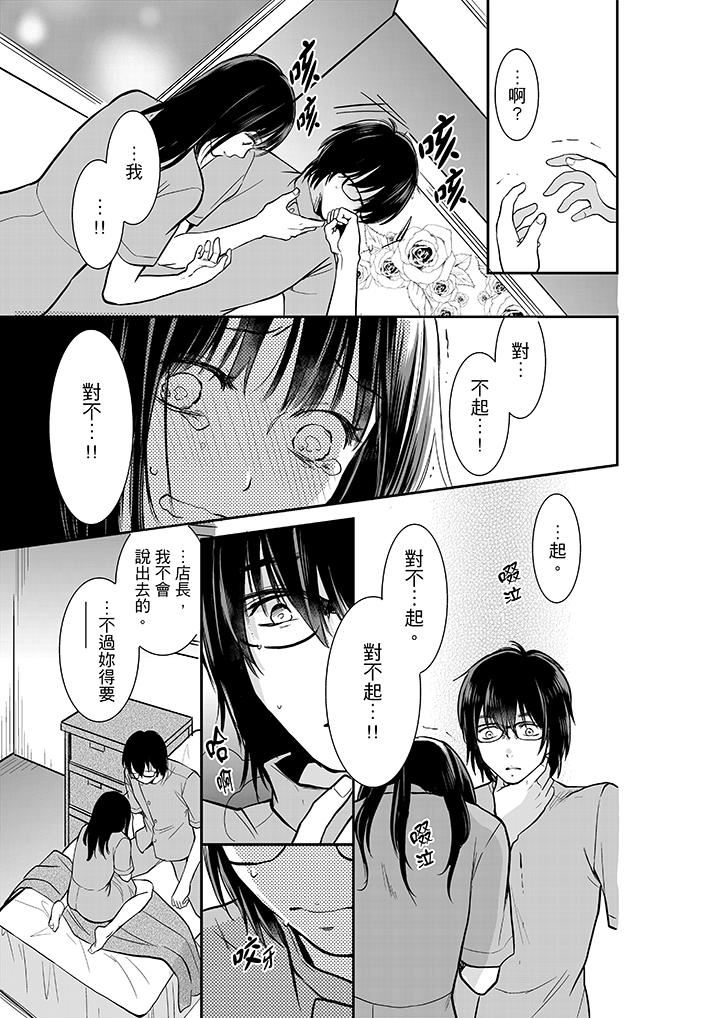 …啊？
咳
咳
咳
咳
…我
…!!
對…
不起…!
對不…!!
…起。
啜泣
對不…起。
對不起…!!
啜泣
哈啊
咬牙
…店長，
我不會
說出去的。
…不過妳得要
——